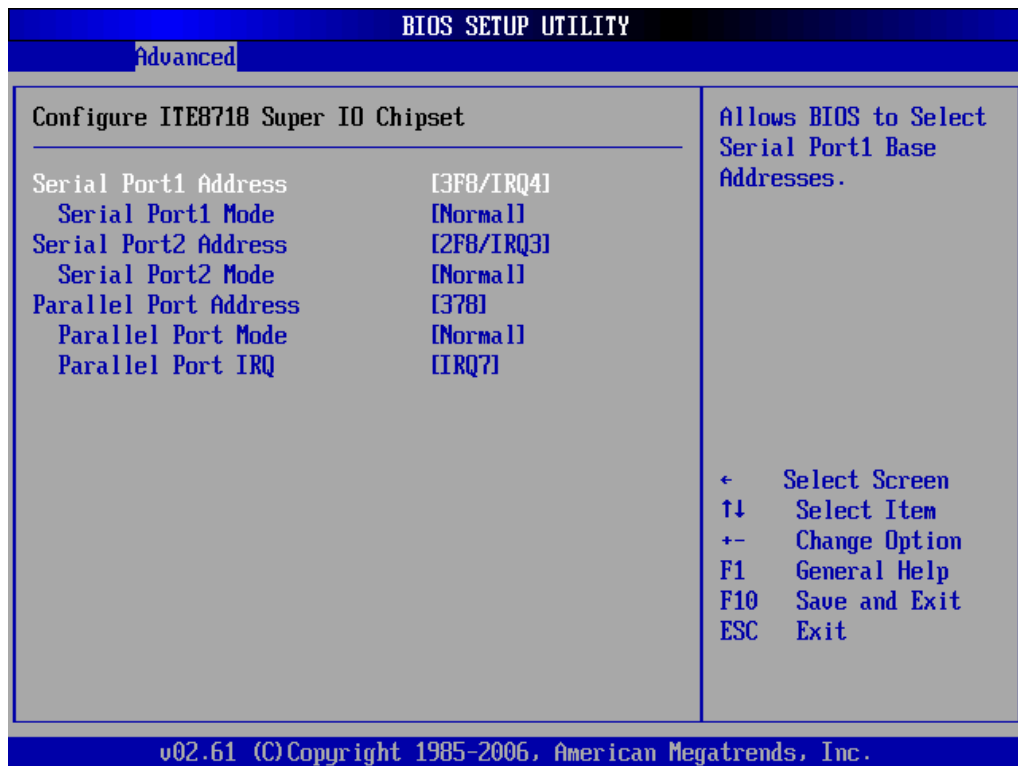 BIOS SETUP UTILITY
Advanced
Configure ITE8718 Super IO Chipset
Serial Port1 Address [3F8/IRQ4]
Serial Port1 Mode [Normal]
Serial Port2 Address [2F8/IRQ3]
Serial Port2 Mode [Normal]
Parallel Port Address [378]
Parallel Port Mode [Normal]
Parallel Port IRQ [IRQ7]
Allows BIOS to Select
Serial Port1 Base
Addresses.
← Select Screen
↑↓ Select Item
+- Change Option
F1 General Help
F10 Save and Exit
ESC Exit
v02.61 (C)Copyright 1985-2006, American Megatrends, Inc.